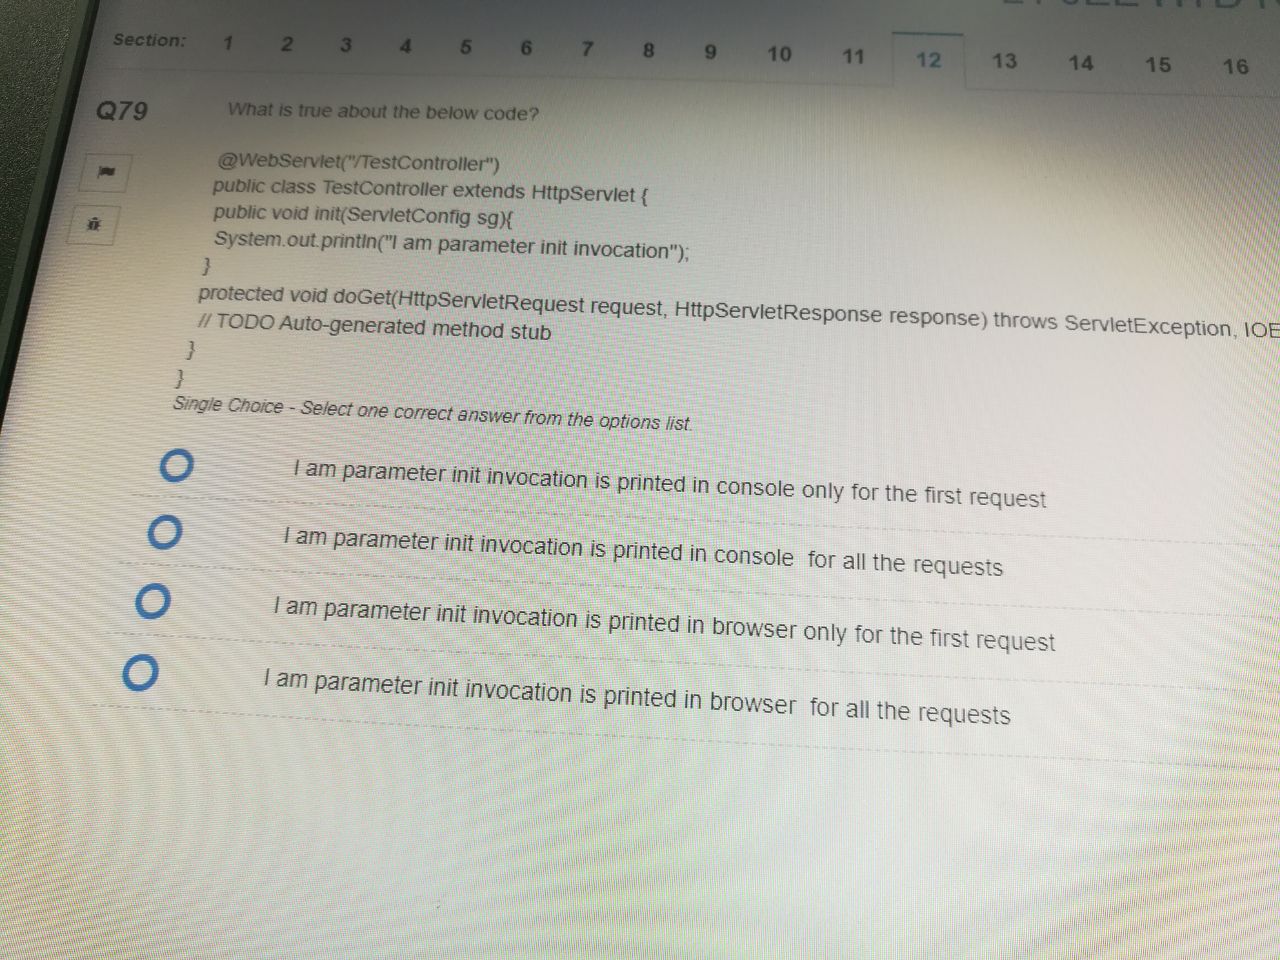 Section: 1 2 3 4 5 6 7 8 9 10 11 12 13 14 15 16
Q79 What is true about the below code?
@WebServlet("/TestController")
public class TestController extends HttpServlet {
public void init(ServletConfig sg){
System.out.println("I am parameter init invocation");
}
protected void doGet(HttpServletRequest request, HttpServletResponse response) throws ServletException, IOE
// TODO Auto-generated method stub
}
}
Single Choice - Select one correct answer from the options list.
I am parameter init invocation is printed in console only for the first request
I am parameter init invocation is printed in console for all the requests
I am parameter init invocation is printed in browser only for the first request
I am parameter init invocation is printed in browser for all the requests